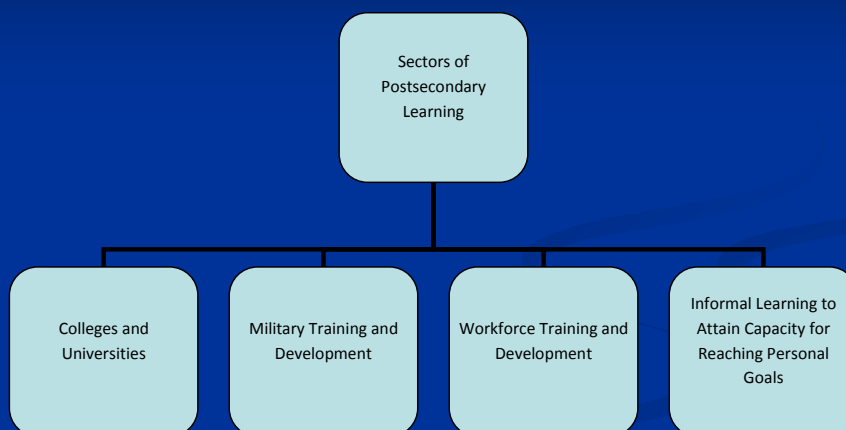 Sectors of
Postsecondary
Learning
Colleges and
Universities
Military Training and
Development
Workforce Training and
Development
Informal Learning to
Attain Capacity for
Reaching Personal
Goals